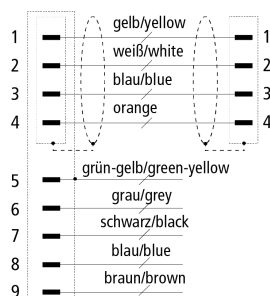 gelb/yellow
1 1
weiß/white
2 2
blau/blue
3 3
orange
4 4
grün-gelb/green-yellow
5
grau/grey
6
schwarz/black
7
blau/blue
8
braun/brown
9